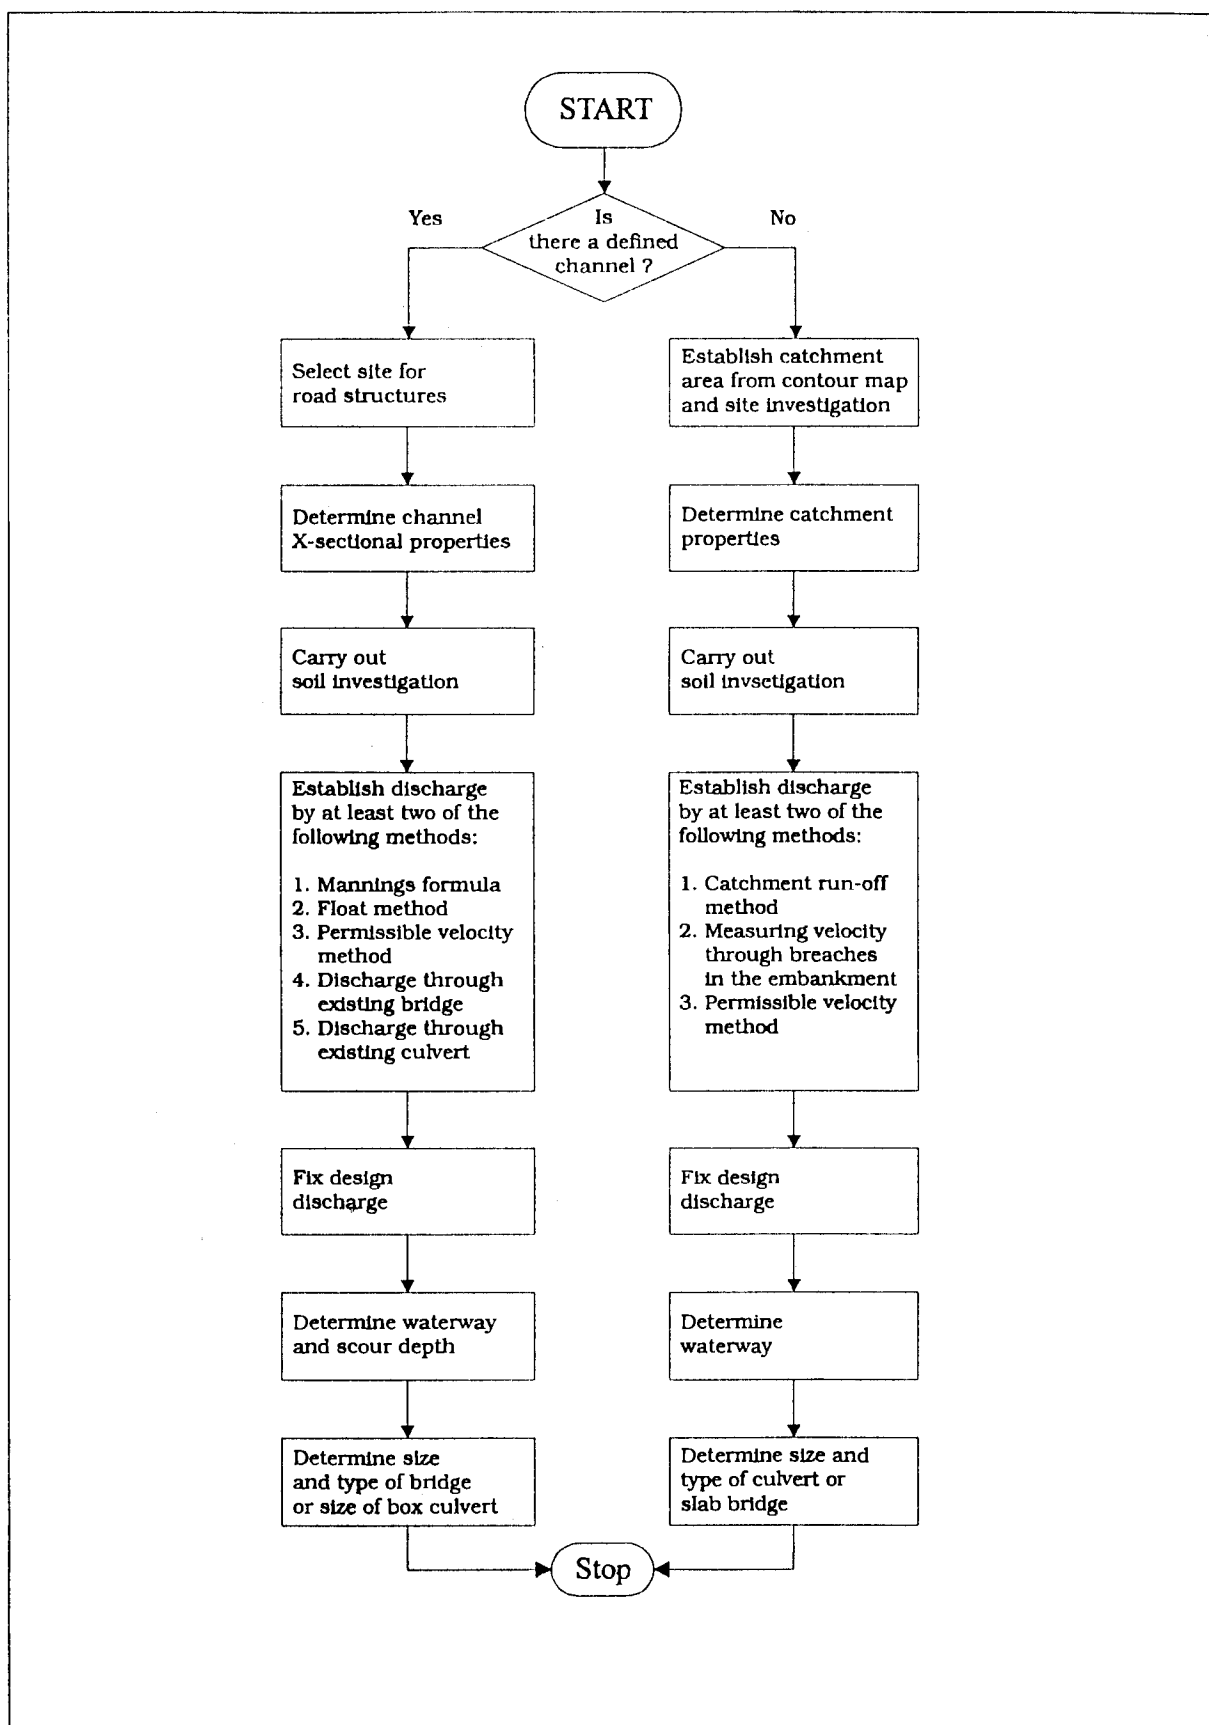 START
Is
there a defined
channel ?
Yes
No
Select site for
road structures
Determine channel
X-sectional properties
Carry out
soil investigation
Establish discharge
by at least two of the
following methods:
1. Mannings formula
2. Float method
3. Permissible velocity
method
4. Discharge through
existing bridge
5. Discharge through
existing culvert
Fix design
discharge
Determine waterway
and scour depth
Determine size
and type of bridge
or size of box culvert
Establish catchment
area from contour map
and site investigation
Determine catchment
properties
Carry out
soil invsetigation
Establish discharge
by at least two of the
following methods:
1. Catchment run-off
method
2. Measuring velocity
through breaches
in the embankment
3. Permissible velocity
method
Fix design
discharge
Determine
waterway
Determine size and
type of culvert or
slab bridge
Stop